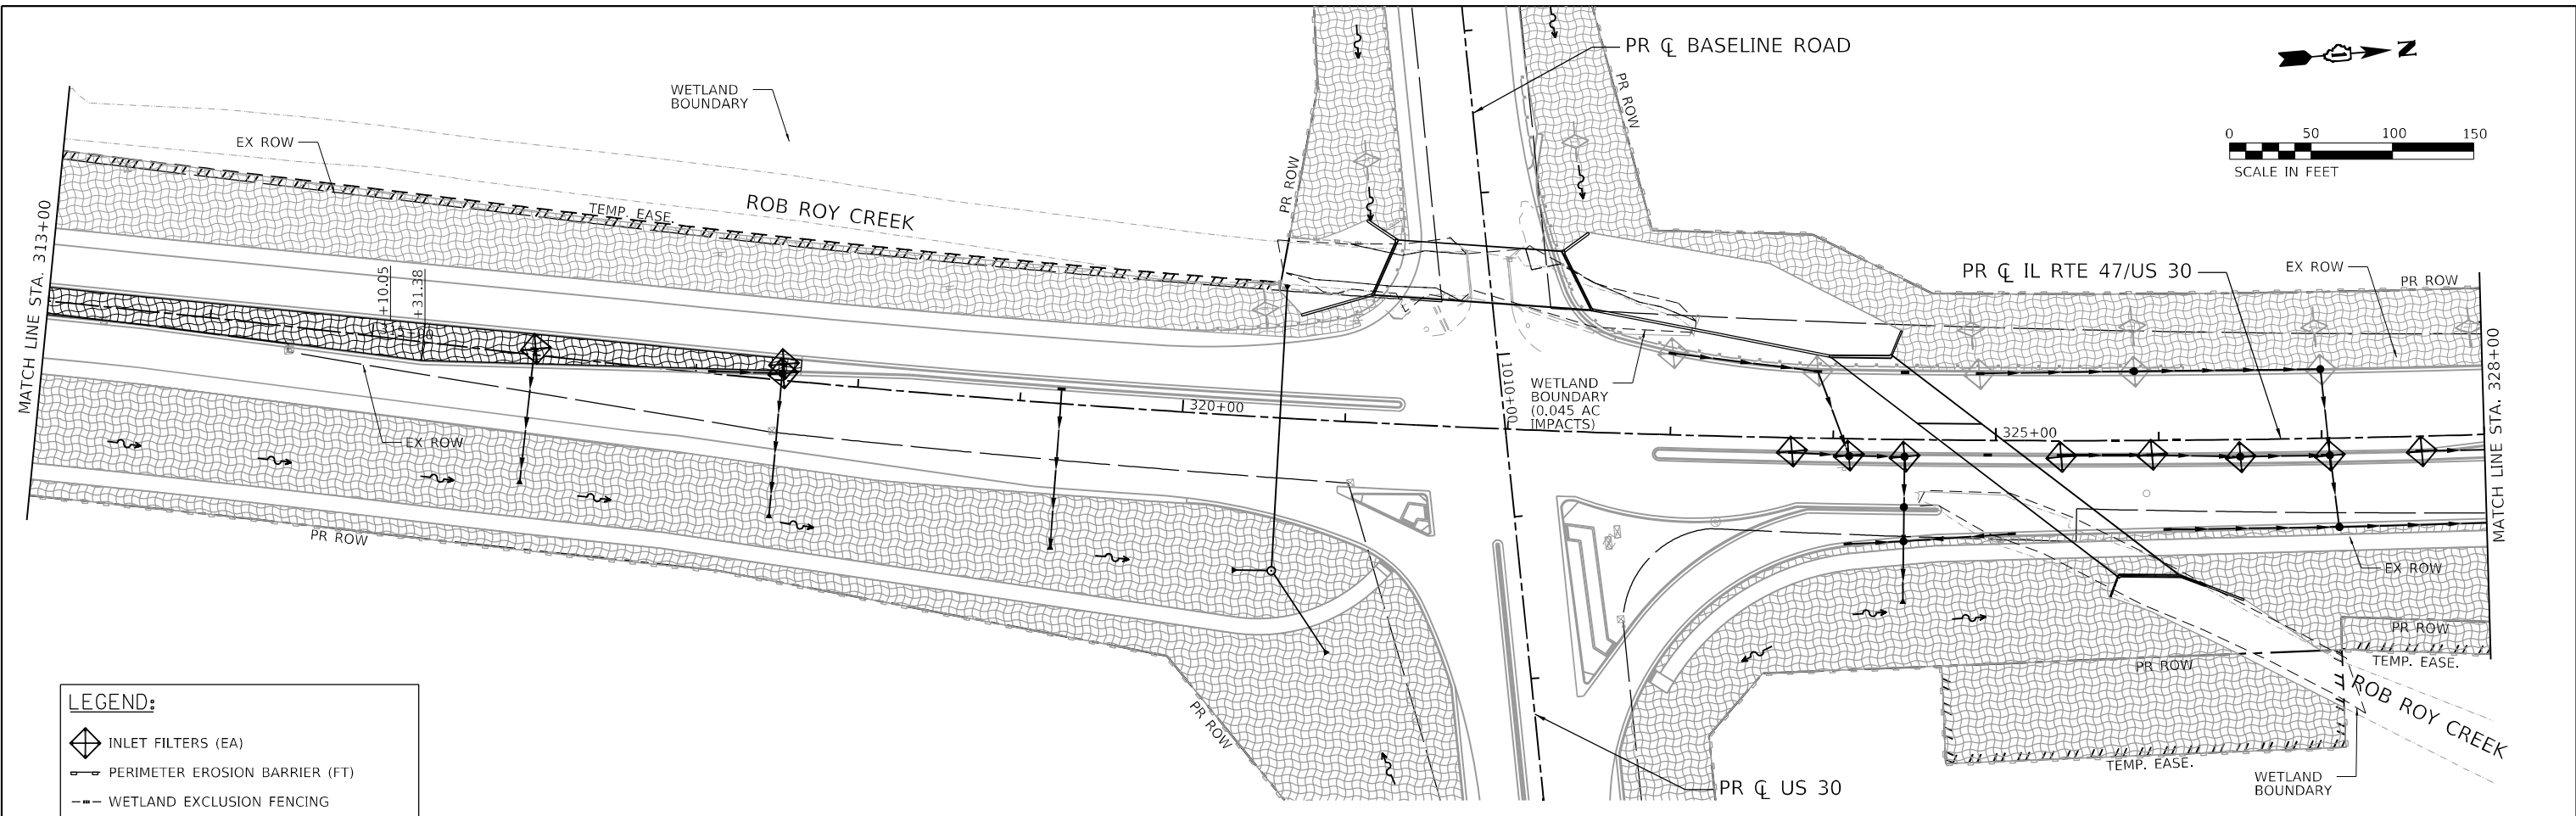 PR ℄ BASELINE ROAD
N
WETLAND
BOUNDARY
0 50 100 150
SCALE IN FEET
EX ROW
PR ROW
PR ROW
TEMP. EASE.
ROB ROY CREEK
MATCH LINE STA. 313+00
+10.05
+31.38
PR ℄ IL RTE 47/US 30
EX ROW
PR ROW
MATCH LINE STA. 328+00
WETLAND
BOUNDARY
(0.045 AC
IMPACTS)
1010+00
320+00
325+00
EX ROW
PR ROW
EX ROW
PR ROW
TEMP. EASE.
PR ROW
ROB ROY CREEK
TEMP. EASE.
WETLAND
BOUNDARY
PR ROW
PR ℄ US 30
LEGEND:
INLET FILTERS (EA)
PERIMETER EROSION BARRIER (FT)
WETLAND EXCLUSION FENCING